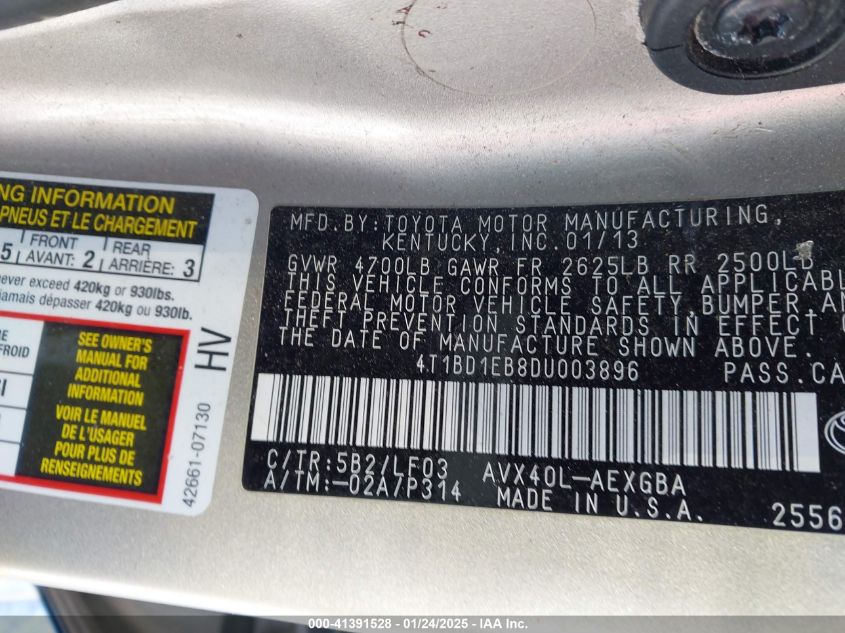 NG INFORMATION
PNEUS ET LE CHARGEMENT
5 FRONT AVANT: 2 REAR ARRIÈRE: 3
never exceed 420kg or 930lbs.
jamais dépasser 420kg ou 930lb.
SEE OWNER'S
MANUAL FOR
ADDITIONAL
INFORMATION
VOIR LE MANUEL
DE L'USAGER
POUR PLUS DE
RENSEIGNEMENTS
FROID
HV
42661-07130
MFD.BY:TOYOTA MOTOR MANUFACTURING,
KENTUCKY,INC.01/13
GVWR 4700LB GAWR FR 2625LB RR 2500LB
THIS VEHICLE CONFORMS TO ALL APPLICABL
FEDERAL MOTOR VEHICLE SAFETY,BUMPER,AN
THEFT PREVENTION STANDARDS IN EFFECT O
THE DATE OF MANUFACTURE SHOWN ABOVE.
4T1BD1EB8DU003896 PASS.CA
C/TR:5B2/LF03 AVX40L-AEXGBA
A/TM:-02A/P314 MADE IN U.S.A. 2556
000-41391528 | 01/24/2025 | IAA Inc.